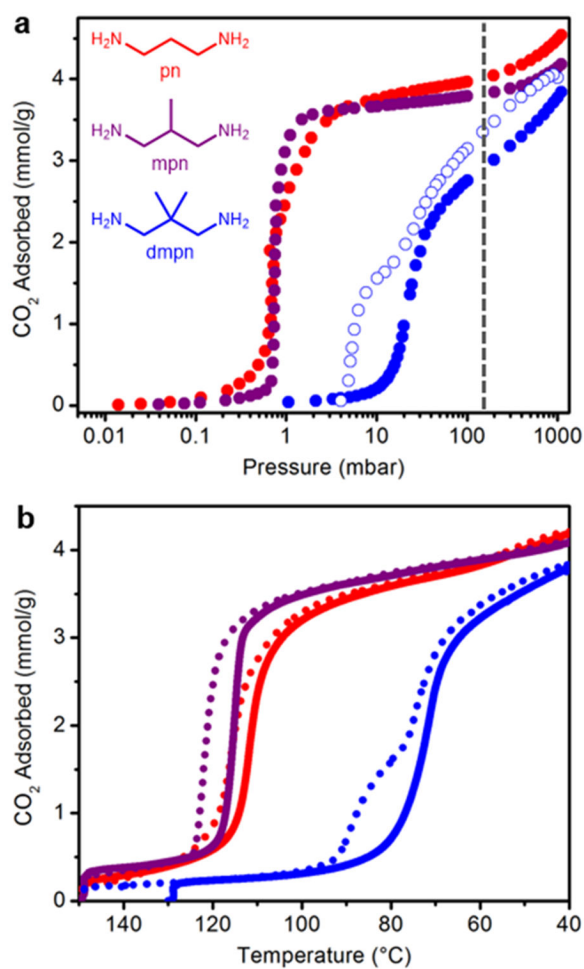 a
H₂N NH₂
pn
H₂N NH₂
mpn
H₂N NH₂
dmpn
CO₂ Adsorbed (mmol/g)
4
3
2
1
0
0.01 0.1 1 10 100 1000
Pressure (mbar)
b
CO₂ Adsorbed (mmol/g)
4
3
2
1
0
140 120 100 80 60 40
Temperature (°C)